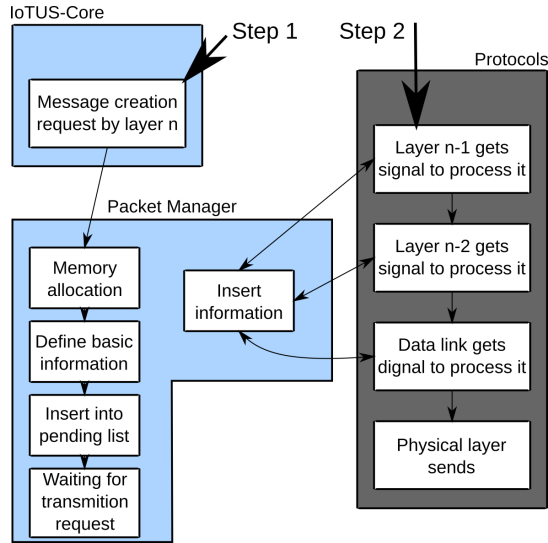 IoTUS-Core
Step 1
Step 2
Protocols
Message creation
request by layer n
Layer n-1 gets
signal to process it
Packet Manager
Layer n-2 gets
signal to process it
Memory
allocation
Insert
information
Define basic
information
Data link gets
dignal to process it
Insert into
pending list
Physical layer
sends
Waiting for
transmition
request